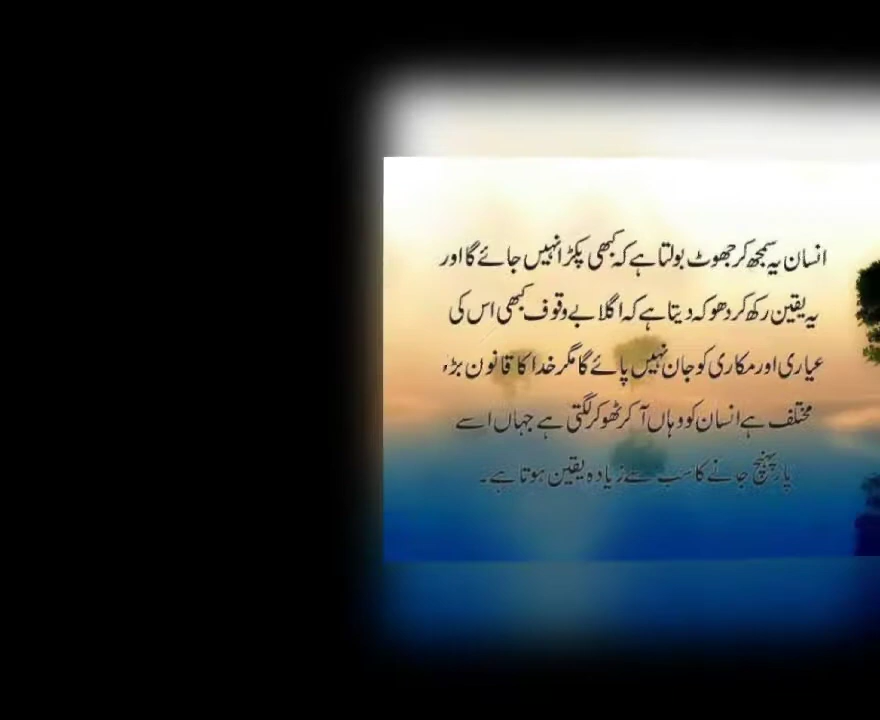 انسان یہ سمجھ کر جھوٹ بولتا ہے کہ کبھی پکڑا نہیں جائے گا اور
یہ یقین رکھ کر دھوکہ دیتا ہے کہ اگلا بے وقوف کبھی اس کی
عیاری اور مکاری کو جان نہیں پائے گا مگر خدا کا قانون بڑا
مختلف ہے انسان کو وہاں آ کر ٹھوکر لگتی ہے جہاں اسے
پار پہنچ جانے کا سب سے زیادہ یقین ہوتا ہے۔